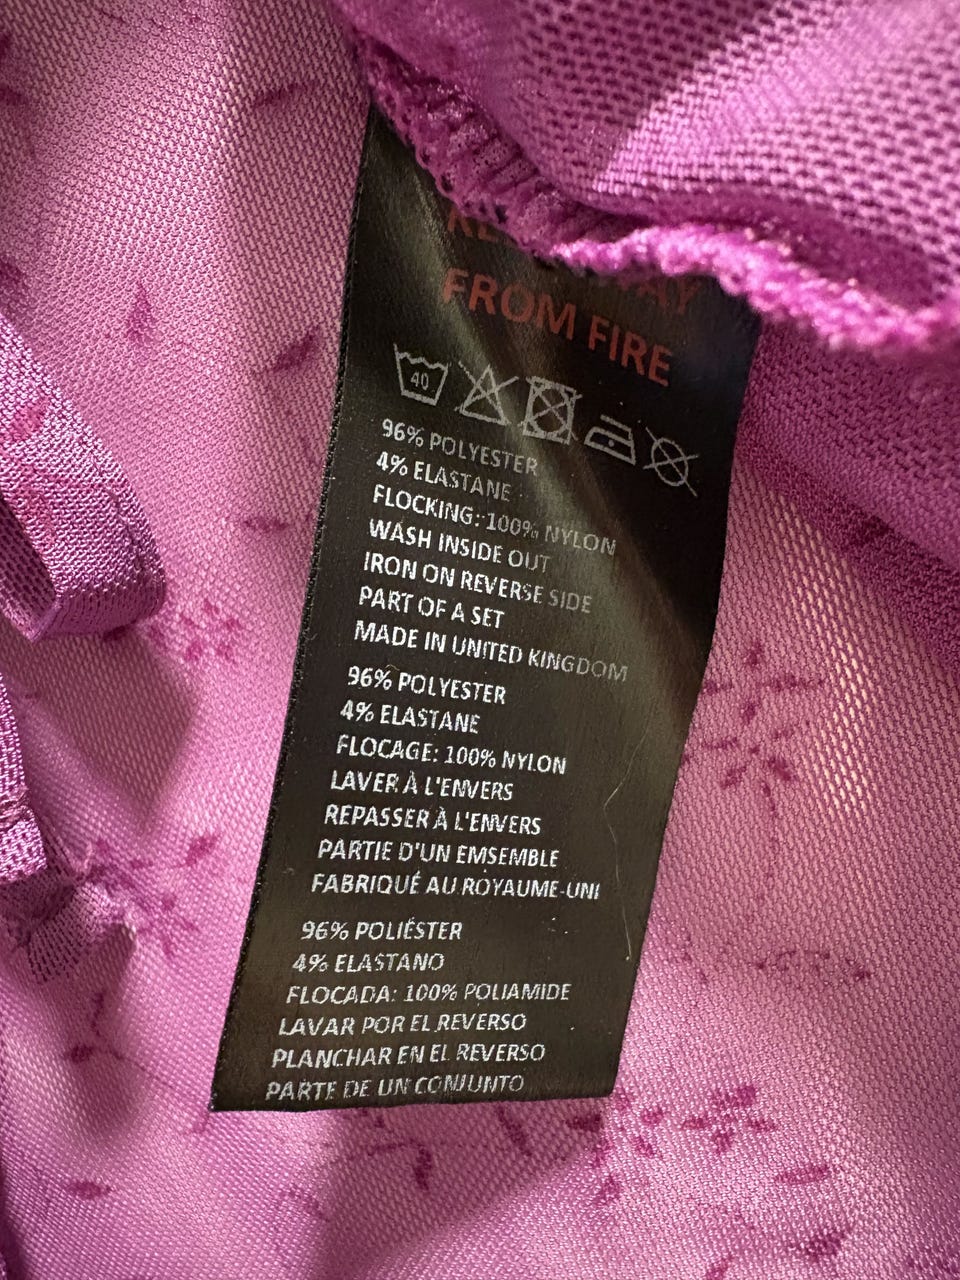 AWAY
FROM FIRE
40
96% POLYESTER
4% ELASTANE
FLOCKING: 100% NYLON
WASH INSIDE OUT
IRON ON REVERSE SIDE
PART OF A SET
MADE IN UNITED KINGDOM
96% POLYESTER
4% ELASTANE
FLOCAGE: 100% NYLON
LAVER À L'ENVERS
REPASSER À L'ENVERS
PARTIE D'UN EMSEMBLE
FABRIQUÉ AU ROYAUME-UNI
96% POLIÉSTER
4% ELASTANO
FLOCADA: 100% POLIAMIDE
LAVAR POR EL REVERSO
PLANCHAR EN EL REVERSO
PARTE DE UN CONJUNTO